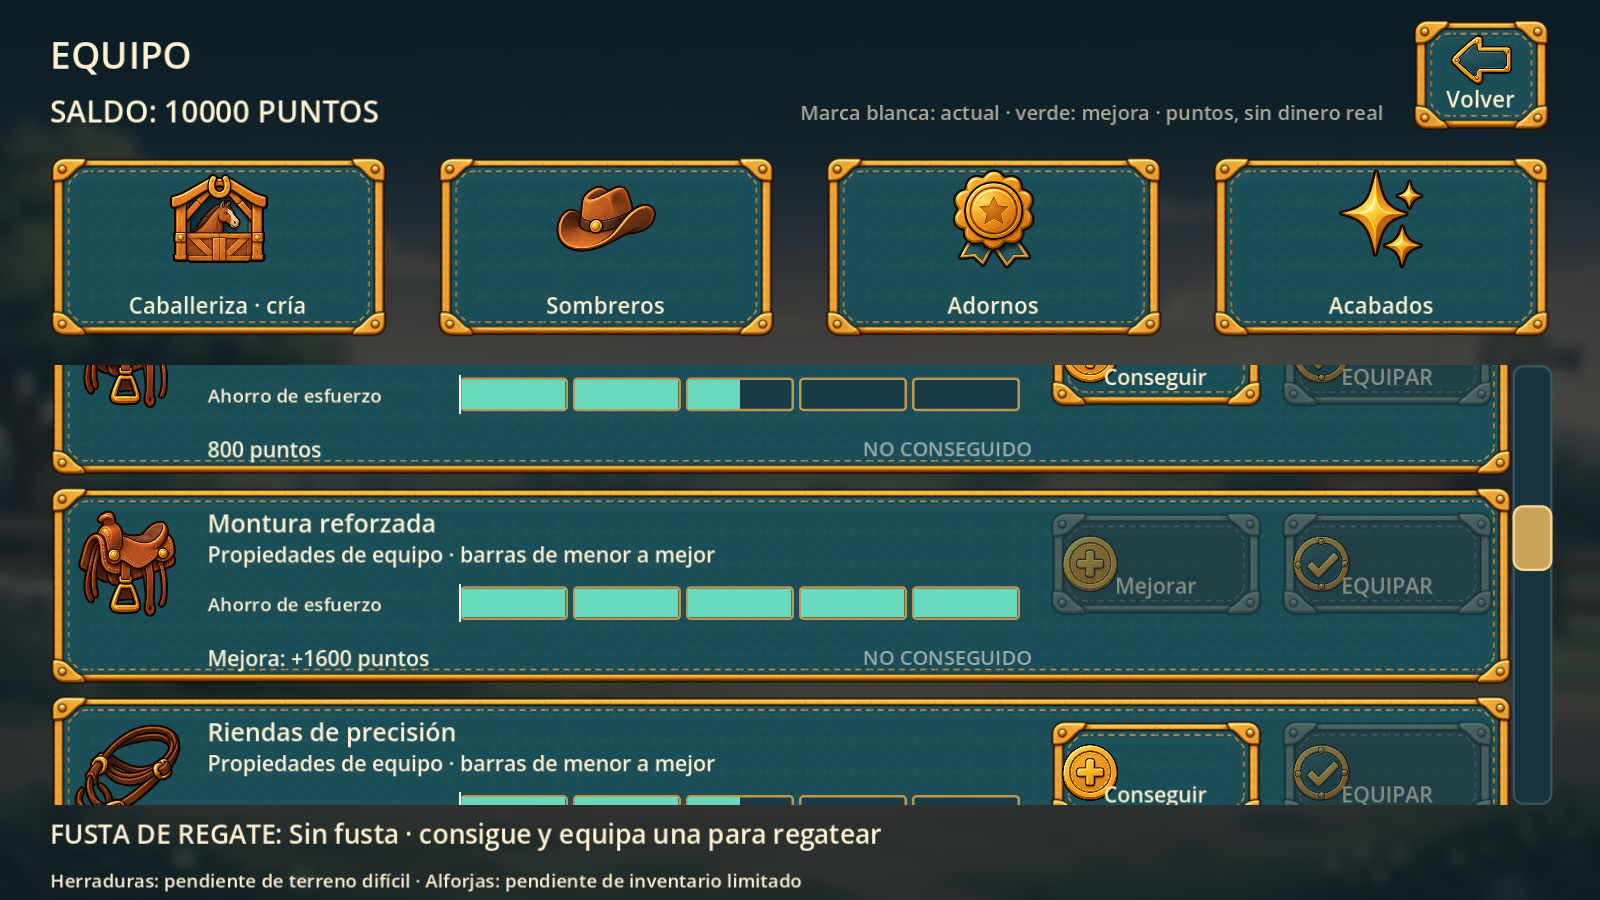 EQUIPO
Volver
SALDO: 10000 PUNTOS
Marca blanca: actual · verde: mejora · puntos, sin dinero real
Caballeriza · cría
Sombreros
Adornos
Acabados
Ahorro de esfuerzo
Conseguir
EQUIPAR
800 puntos
NO CONSEGUIDO
Montura reforzada
Propiedades de equipo · barras de menor a mejor
Ahorro de esfuerzo
Mejorar
EQUIPAR
Mejora: +1600 puntos
NO CONSEGUIDO
Riendas de precisión
Propiedades de equipo · barras de menor a mejor
Conseguir
EQUIPAR
FUSTA DE REGATE: Sin fusta · consigue y equipa una para regatear
Herraduras: pendiente de terreno difícil · Alforjas: pendiente de inventario limitado